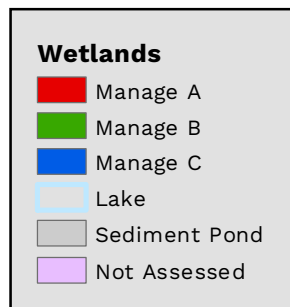 Wetlands
Manage A
Manage B
Manage C
Lake
Sediment Pond
Not Assessed